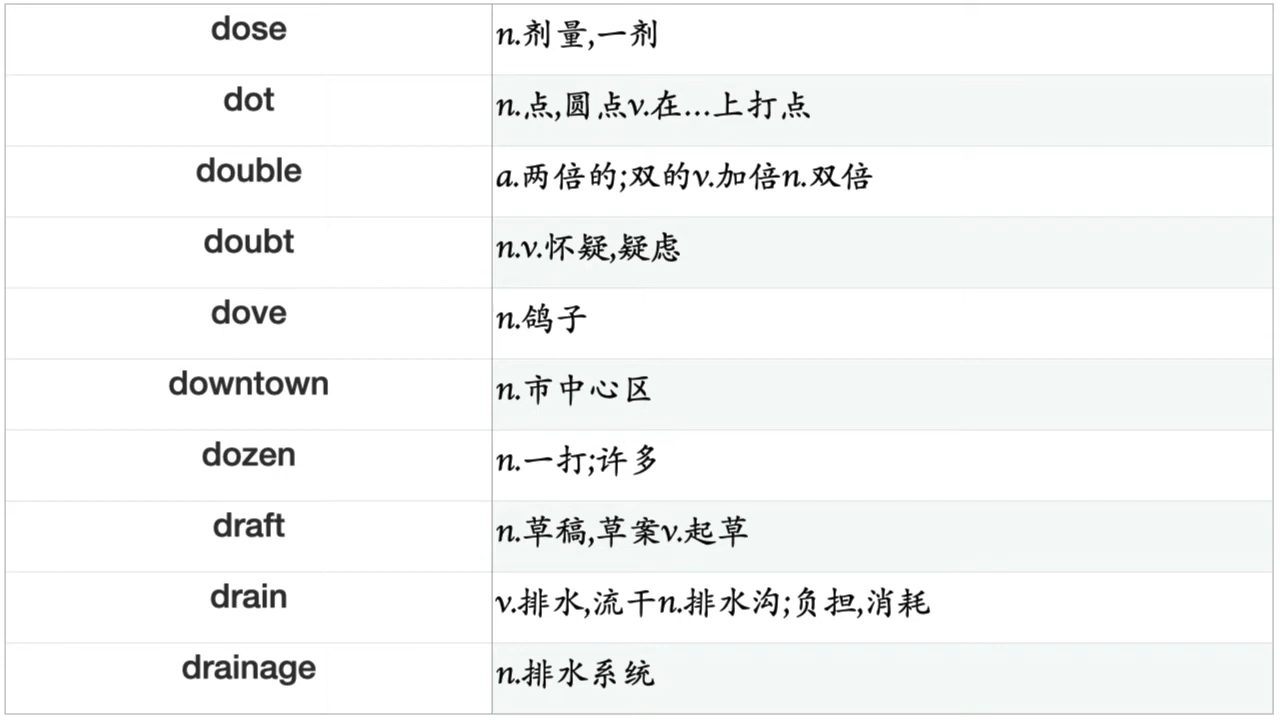 dose n.剂量,一剂
dot n.点,圆点v.在…上打点
double a.两倍的;双的v.加倍n.双倍
doubt n.v.怀疑,疑虑
dove n.鸽子
downtown n.市中心区
dozen n.一打;许多
draft n.草稿,草案v.起草
drain v.排水,流干n.排水沟;负担,消耗
drainage n.排水系统